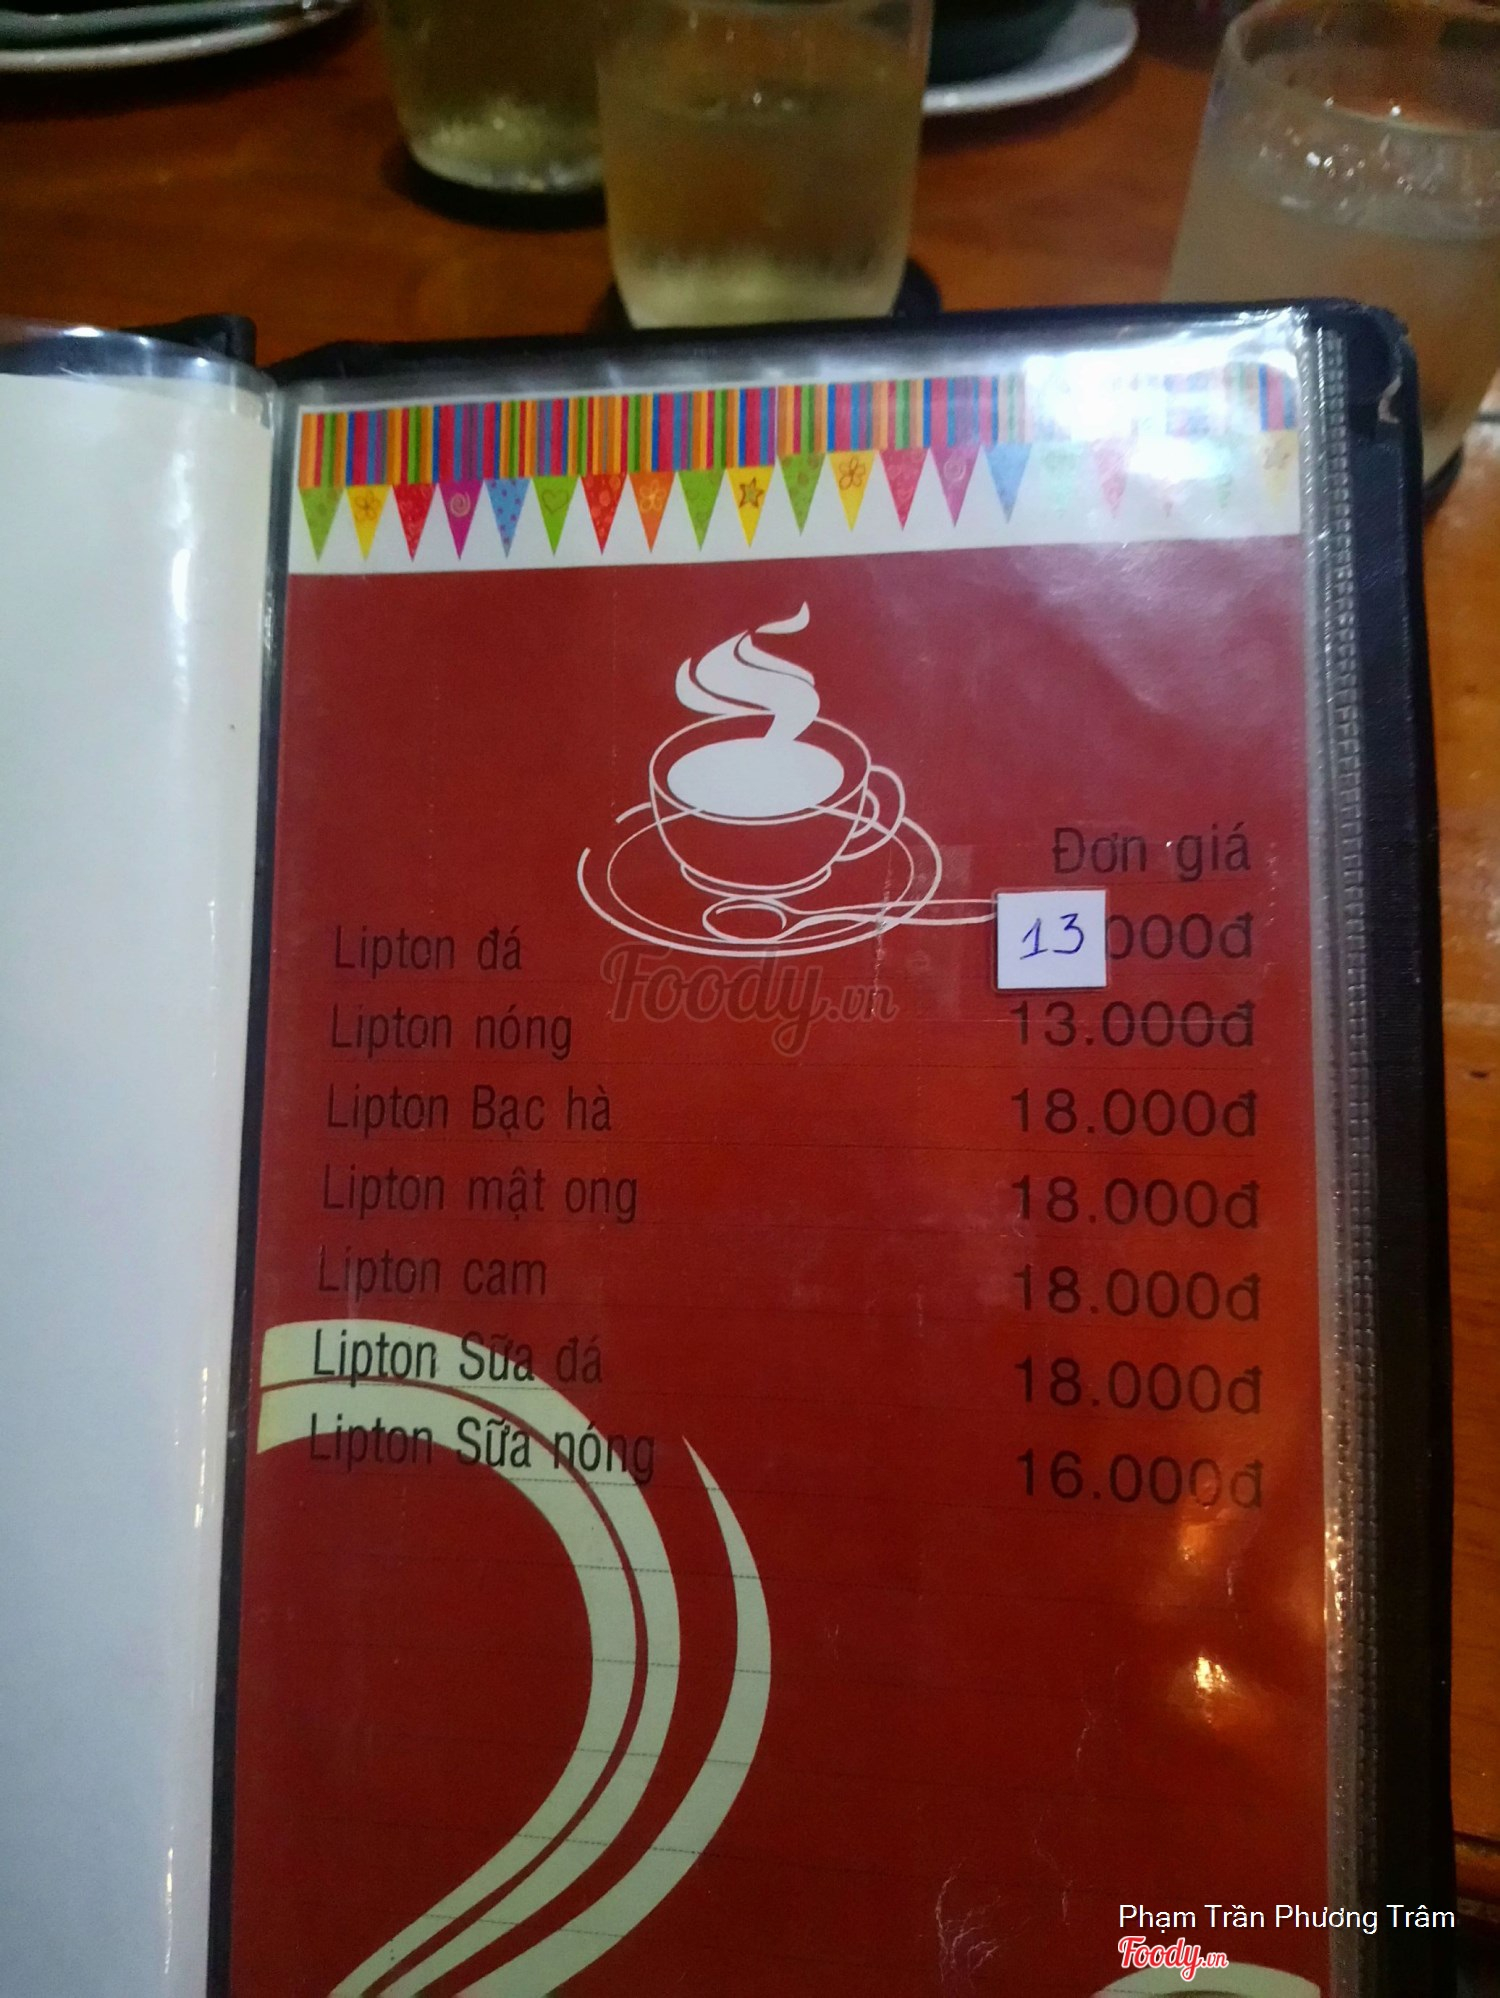 Đơn giá
Lipton đá 13.000đ
Lipton nóng 13.000đ
Lipton Bạc hà 18.000đ
Lipton mật ong 18.000đ
Lipton cam 18.000đ
Lipton Sữa đá 18.000đ
Lipton Sữa nóng 16.000đ
Foody.vn
Phạm Trần Phương Trâm
Foody.vn